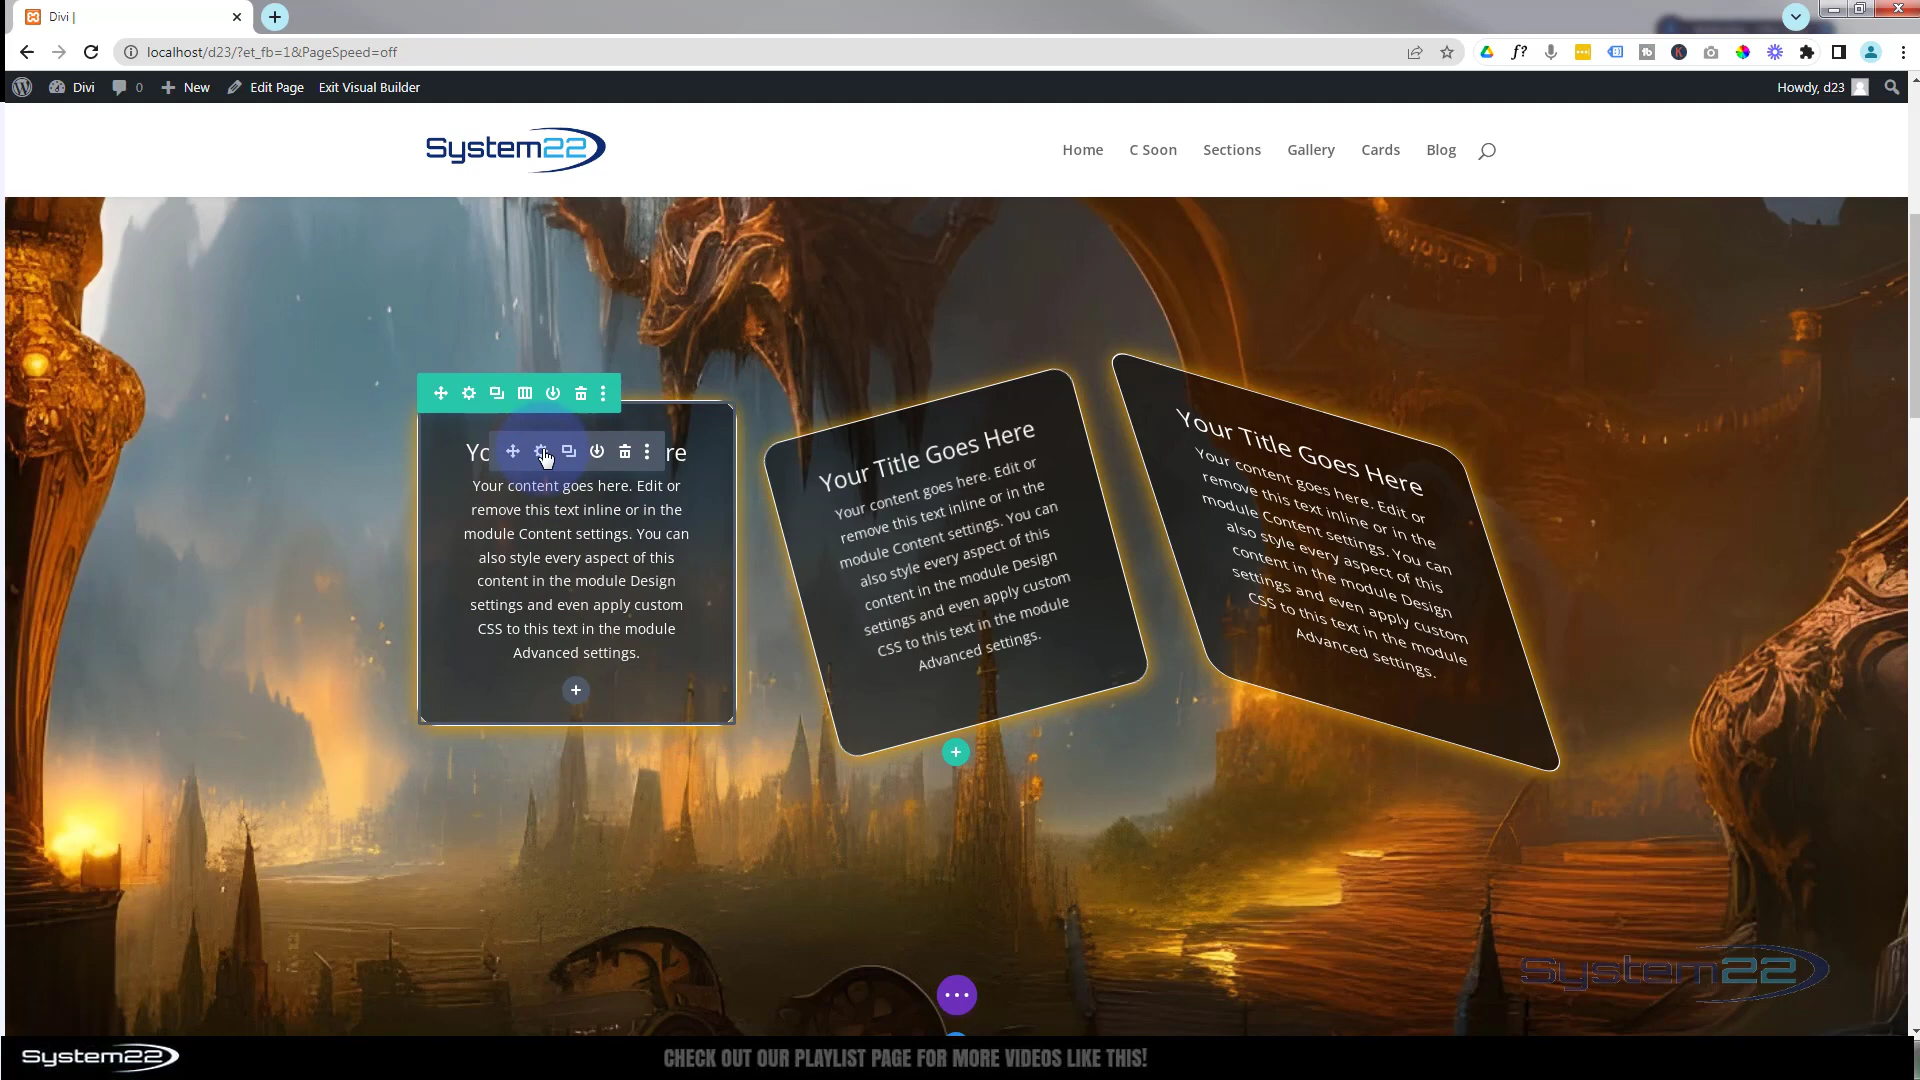 Divi |
localhost/d23/?et_fb=1&PageSpeed=off
f?
Divi 0 New Edit Page Exit Visual Builder
Howdy, d23
System22
Home C Soon Sections Gallery Cards Blog
Yo re
Your content goes here. Edit or
remove this text inline or in the
module Content settings. You can
also style every aspect of this
content in the module Design
settings and even apply custom
CSS to this text in the module
Advanced settings.
Your Title Goes Here
Your content goes here. Edit or
remove this text inline or in the
module Content settings. You can
also style every aspect of this
content in the module Design
settings and even apply custom
CSS to this text in the module
Advanced settings.
Your Title Goes Here
Your content goes here. Edit or
remove this text inline or in the
module Content settings. You can
also style every aspect of this
content in the module Design
settings and even apply custom
CSS to this text in the module
Advanced settings.
System22
System22
CHECK OUT OUR PLAYLIST PAGE FOR MORE VIDEOS LIKE THIS!